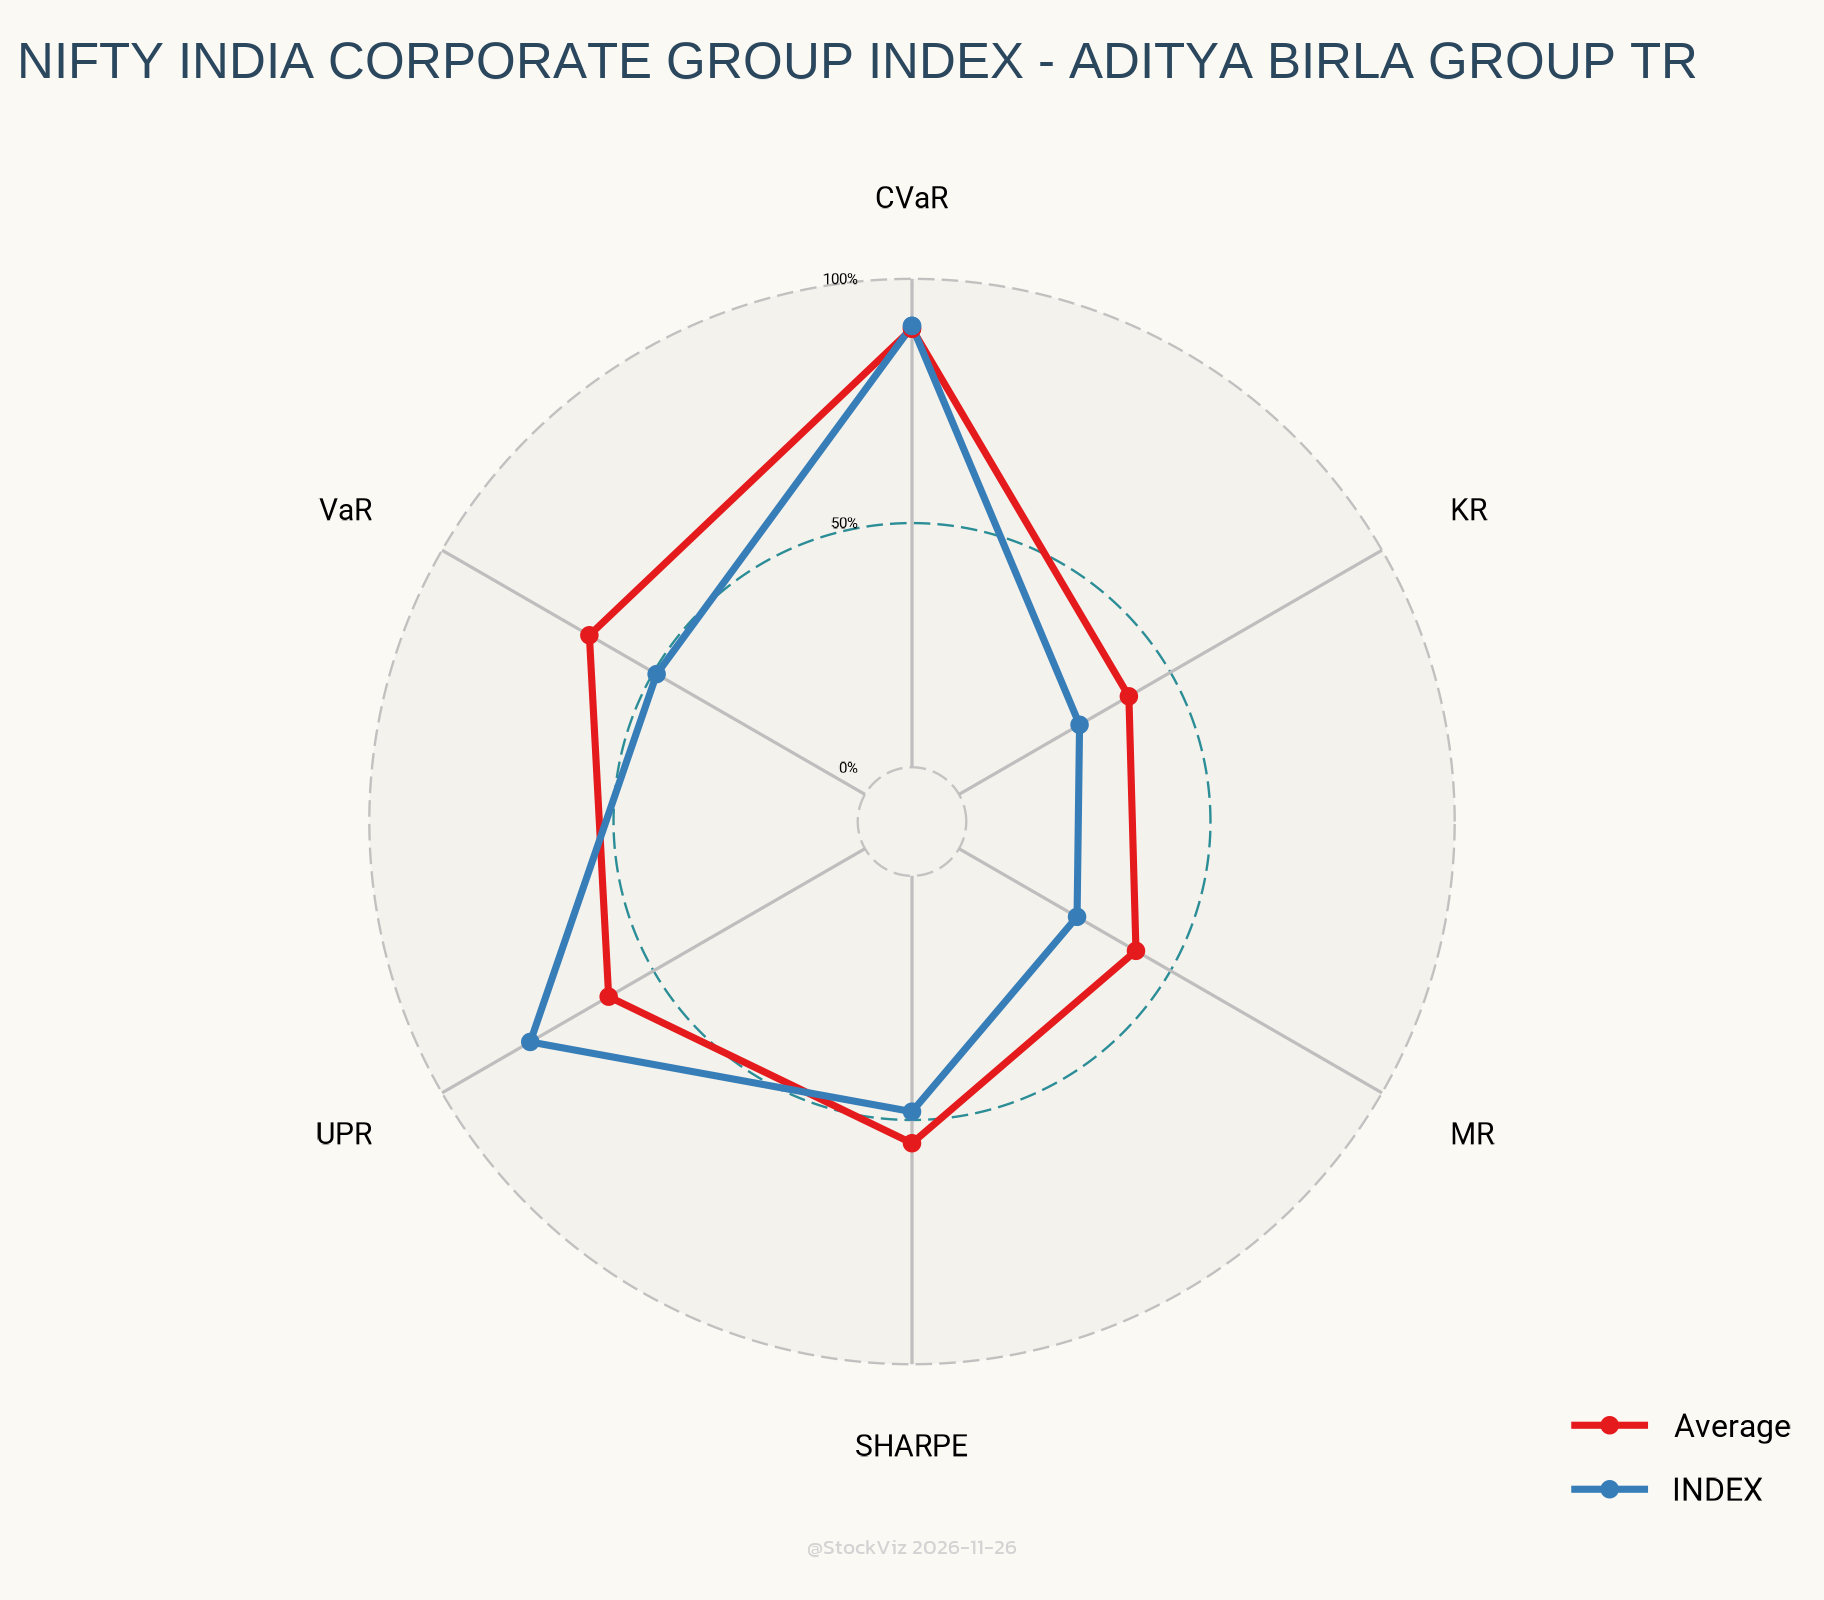 NIFTY INDIA CORPORATE GROUP INDEX - ADITYA BIRLA GROUP TR
CVaR
100%
VaR
KR
50%
0%
UPR
MR
SHARPE
Average
INDEX
@StockViz 2026-11-26